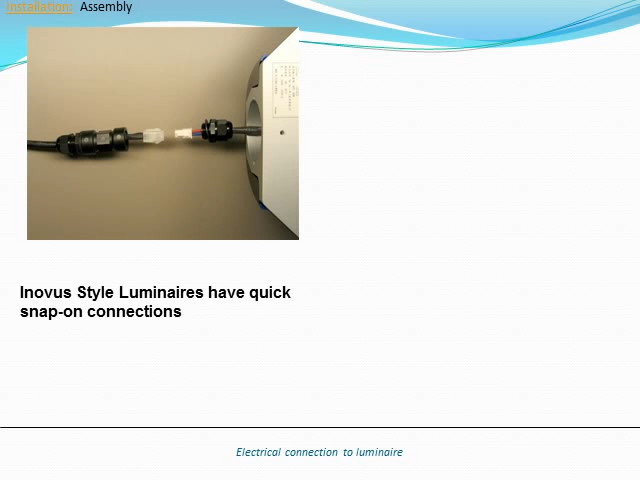 Installation: Assembly
Inovus Style Luminaires have quick
snap-on connections
Electrical connection to luminaire